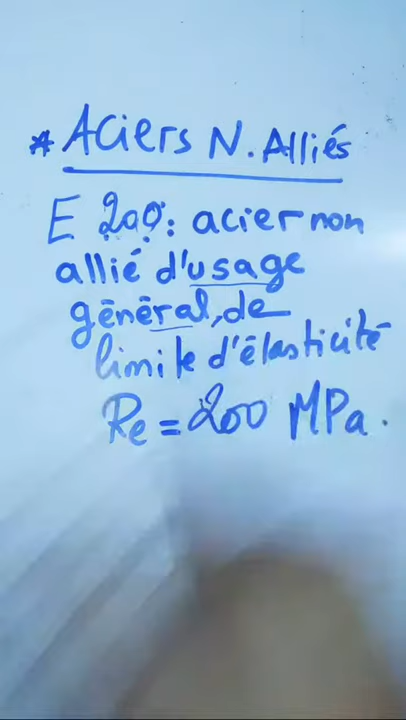 * Aciers N. Alliés
E 200: acier non
allié d'usage
général, de
limite d'élasticité
Re = 200 MPa.